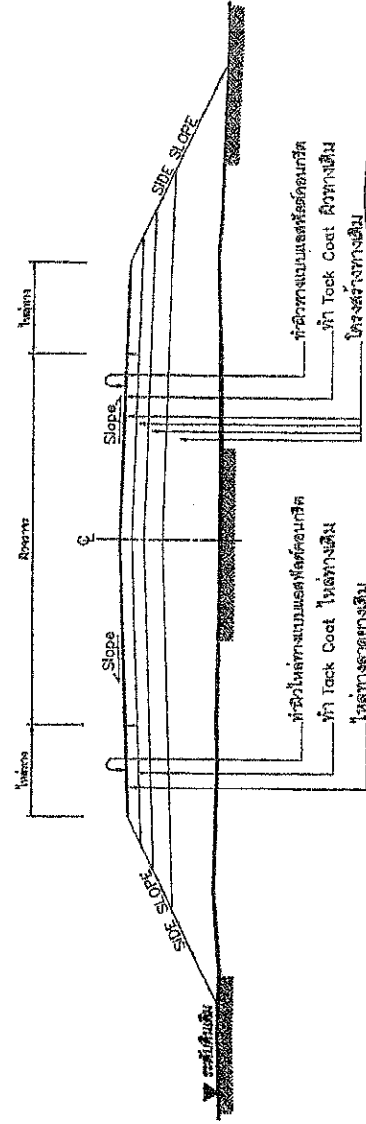 ไหล่ทาง
ผิวจราจร
ไหล่ทาง
Slope
Slope
C
L
SIDE SLOPE
SIDE SLOPE
ระดับดินเดิม
ทำผิวไหล่ทางแบบแอสฟัลต์คอนกรีต
ทำ Tack Coat ไหล่ทางเดิม
ไหล่ทางลาดยางเดิม
ทำผิวทางแบบแอสฟัลต์คอนกรีต
ทำ Tack Coat ผิวทางเดิม
โครงสร้างทางเดิม